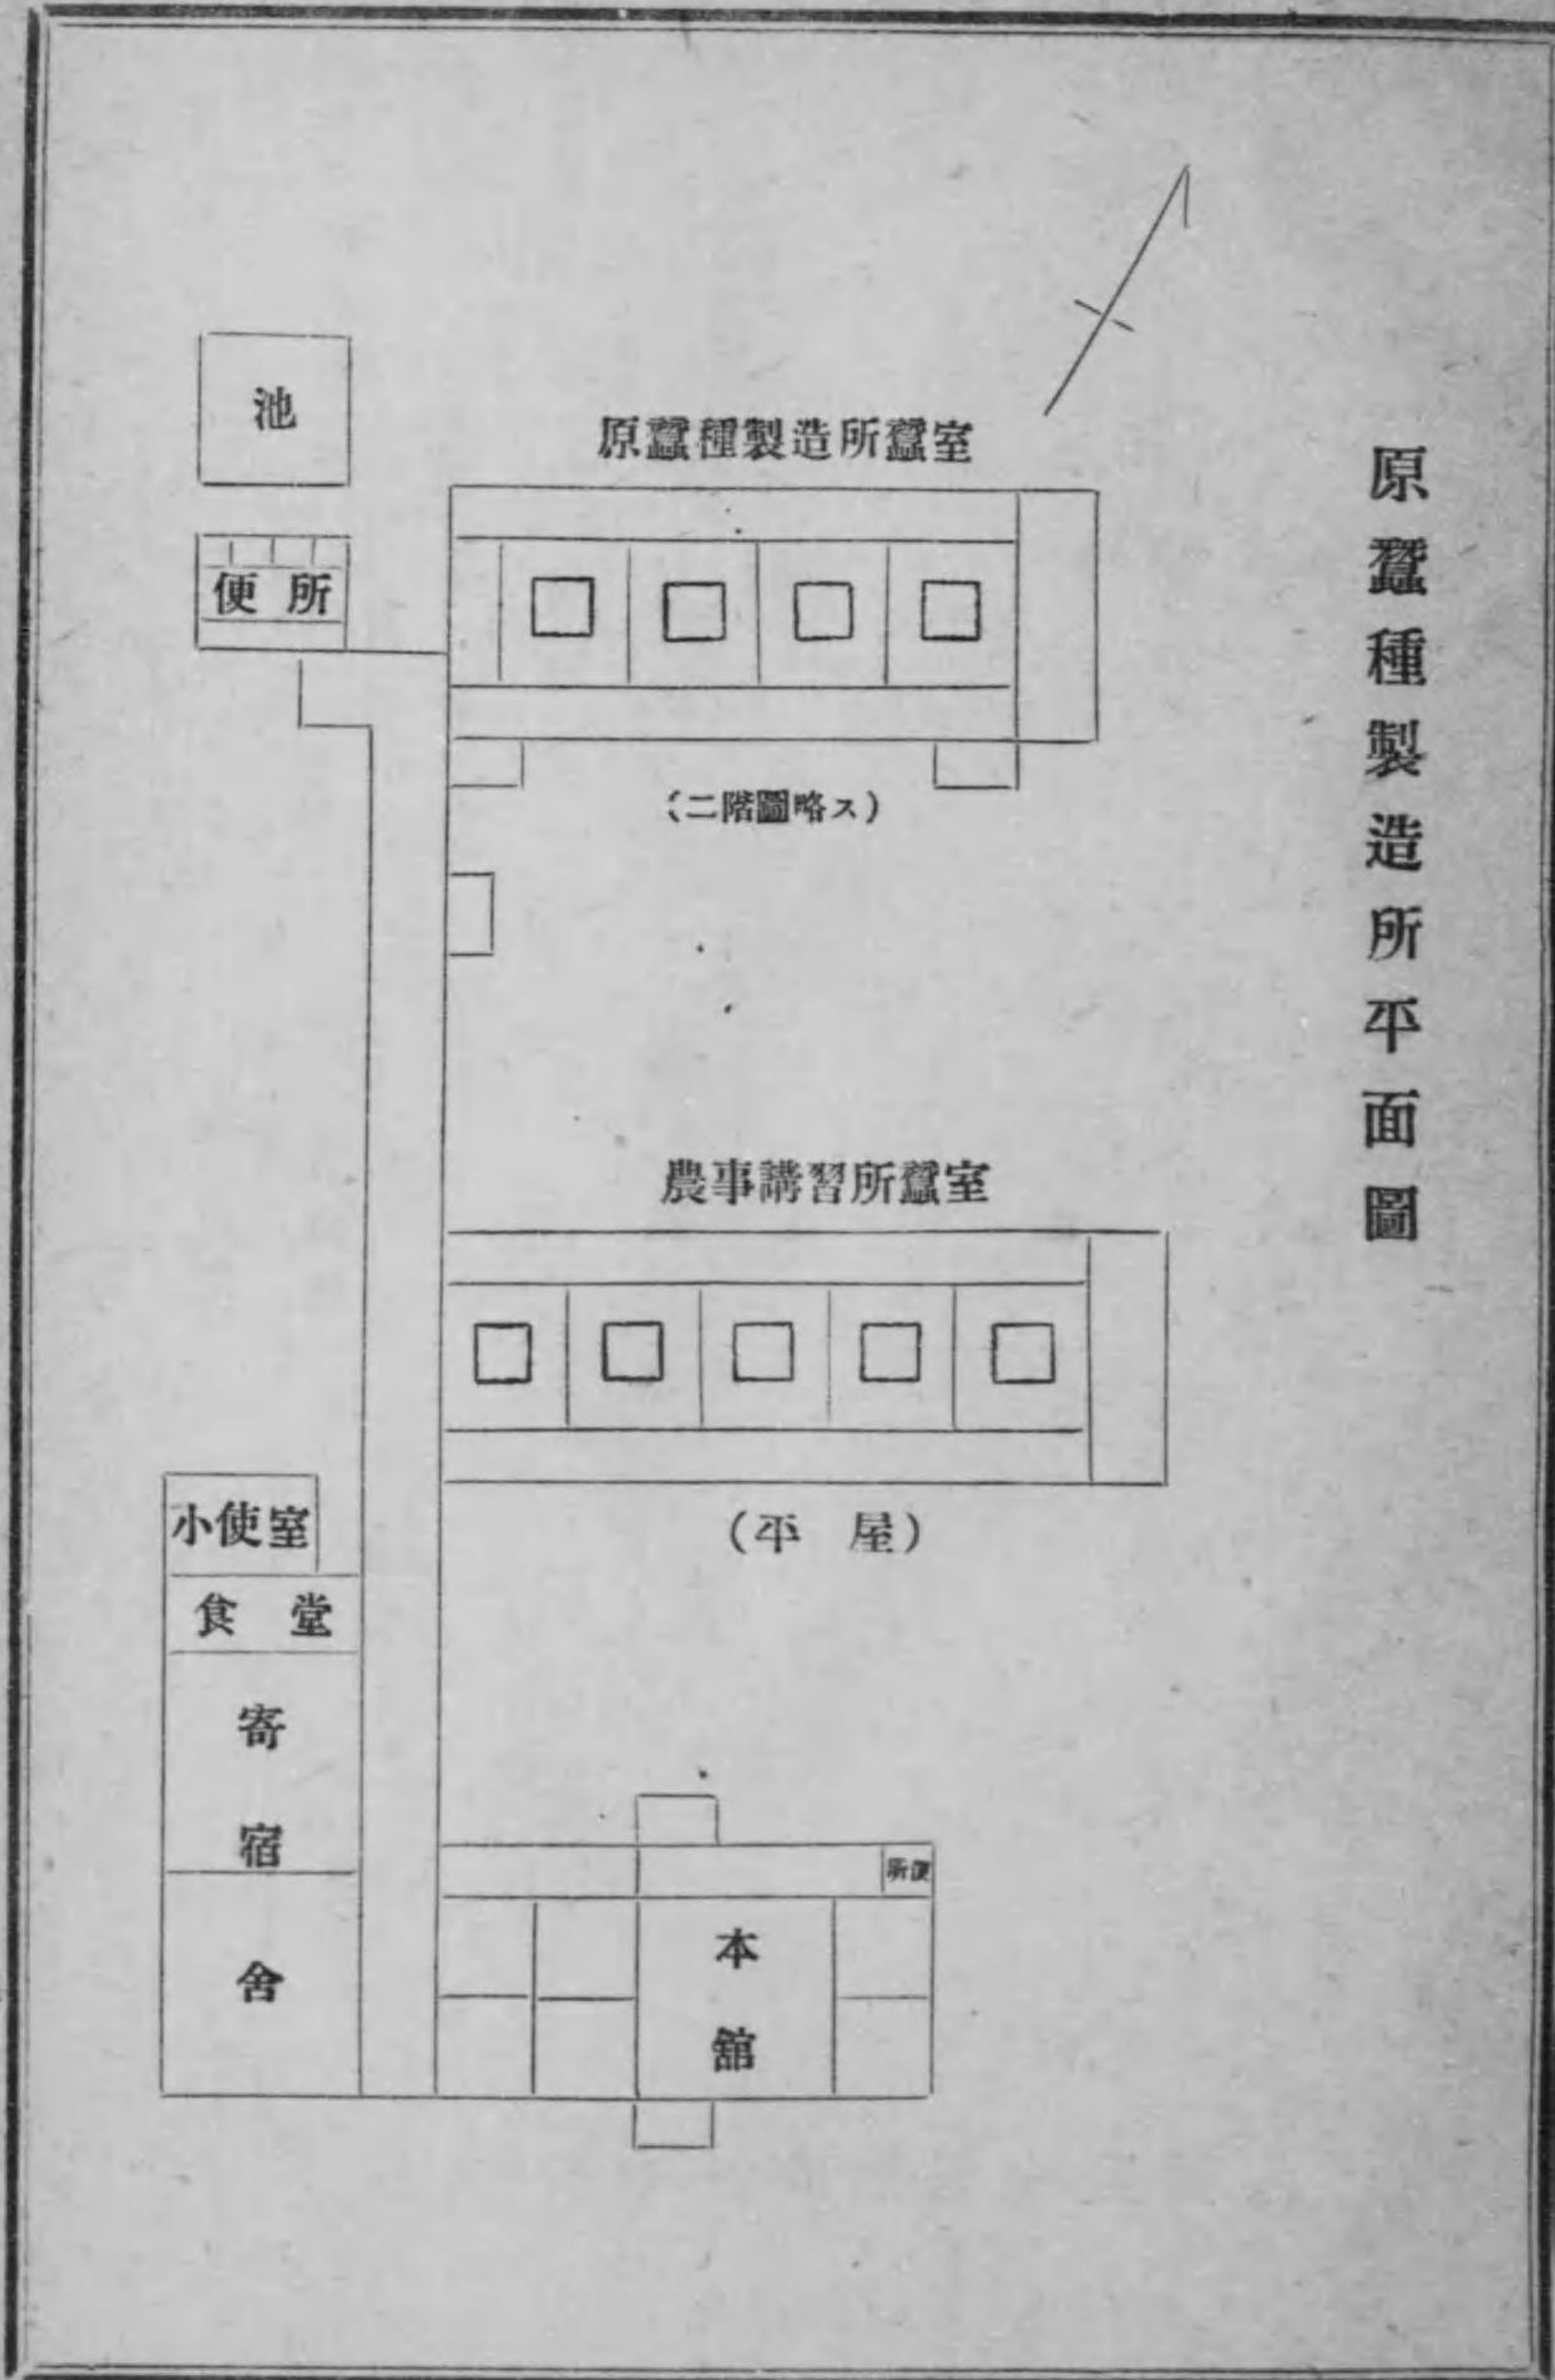 原蠶種製造所平面圖
池
原蠶種製造所蠶室
便所
(二階圖略ス)
農事講習所蠶室
(平屋)
小使室
食堂
寄宿舍
便所
本館